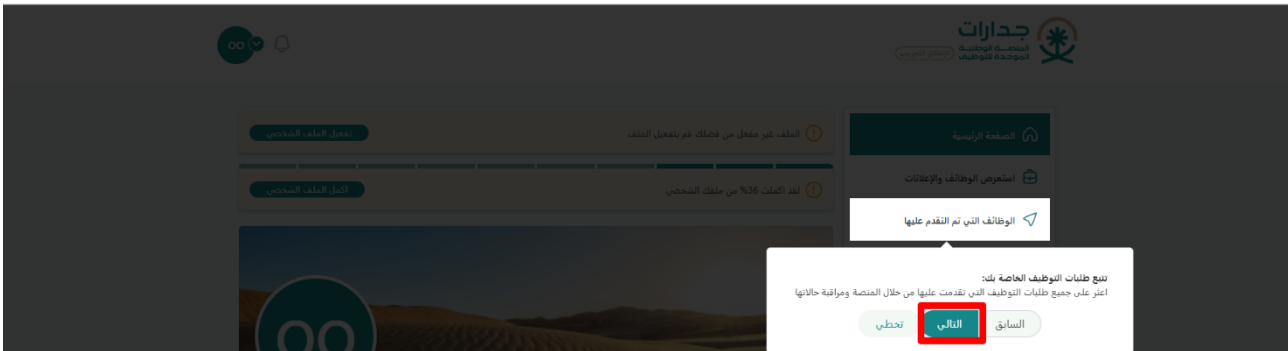 جدارات
المنصة الوطنية
الموحدة للتوظيف
oo
الصفحة الرئيسية
استعرض الوظائف والإعلانات
الوظائف التي تم التقدم عليها
الملف غير مفعل من فضلك قم بتفعيل الملف
تفعيل الملف الشخصي
لقد اكملت 36% من ملفك الشخصي
اكمل الملف الشخصي
oo
تتبع طلبات التوظيف الخاصة بك:
اعثر على جميع طلبات التوظيف التي تقدمت عليها من خلال المنصة ومراقبة حالاتها
السابق
التالي
تخطي